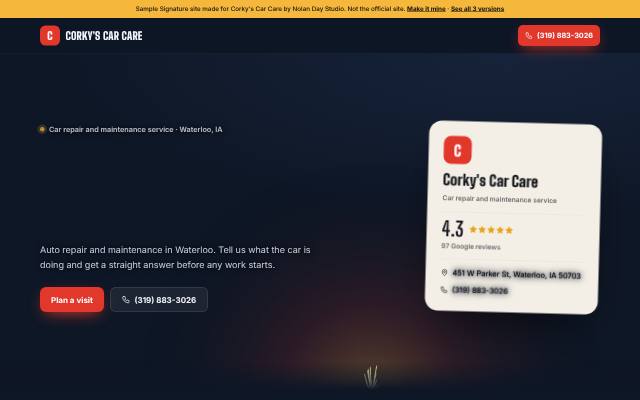 Sample Signature site made for Corky's Car Care by Nolan Day Studio. Not the official site. Make it mine · See all 3 versions
C CORKY'S CAR CARE
(319) 883-3026
Car repair and maintenance service · Waterloo, IA
Auto repair and maintenance in Waterloo. Tell us what the car is
doing and get a straight answer before any work starts.
Plan a visit
(319) 883-3026
C
Corky's Car Care
Car repair and maintenance service
4.3
97 Google reviews
451 W Parker St, Waterloo, IA 50703
(319) 883-3026